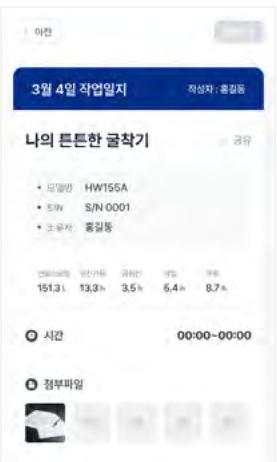 이전
3월 4일 작업일지
작성자 : 홍길동
나의 튼튼한 굴착기
공유
• 모델명 HW155A
• S/N S/N 0001
• 소유자 홍길동
151.3 L 13.3 h 3.5 h 5.4 h 8.7 h
시간 00:00~00:00
첨부파일